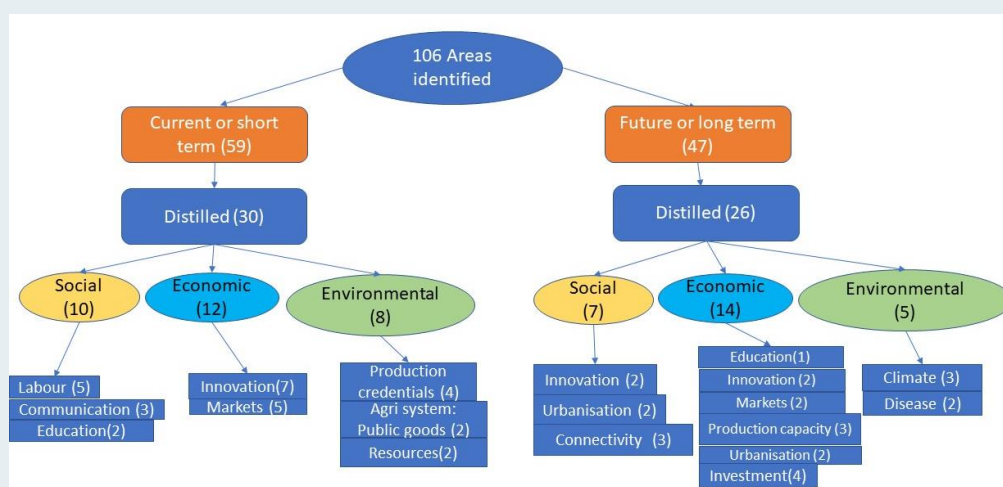 106 Areas
identified
Current or short
term (59)
Future or long term
(47)
Distilled (30)
Distilled (26)
Social
(10)
Economic
(12)
Environmental
(8)
Social
(7)
Economic
(14)
Environmental
(5)
Labour (5)
Communication (3)
Education(2)
Innovation(7)
Markets (5)
Production
credentials (4)
Agri system:
Public goods (2)
Resources(2)
Innovation (2)
Urbanisation (2)
Connectivity (3)
Education(1)
Innovation (2)
Markets (2)
Production capacity (3)
Urbanisation (2)
Investment(4)
Climate (3)
Disease (2)